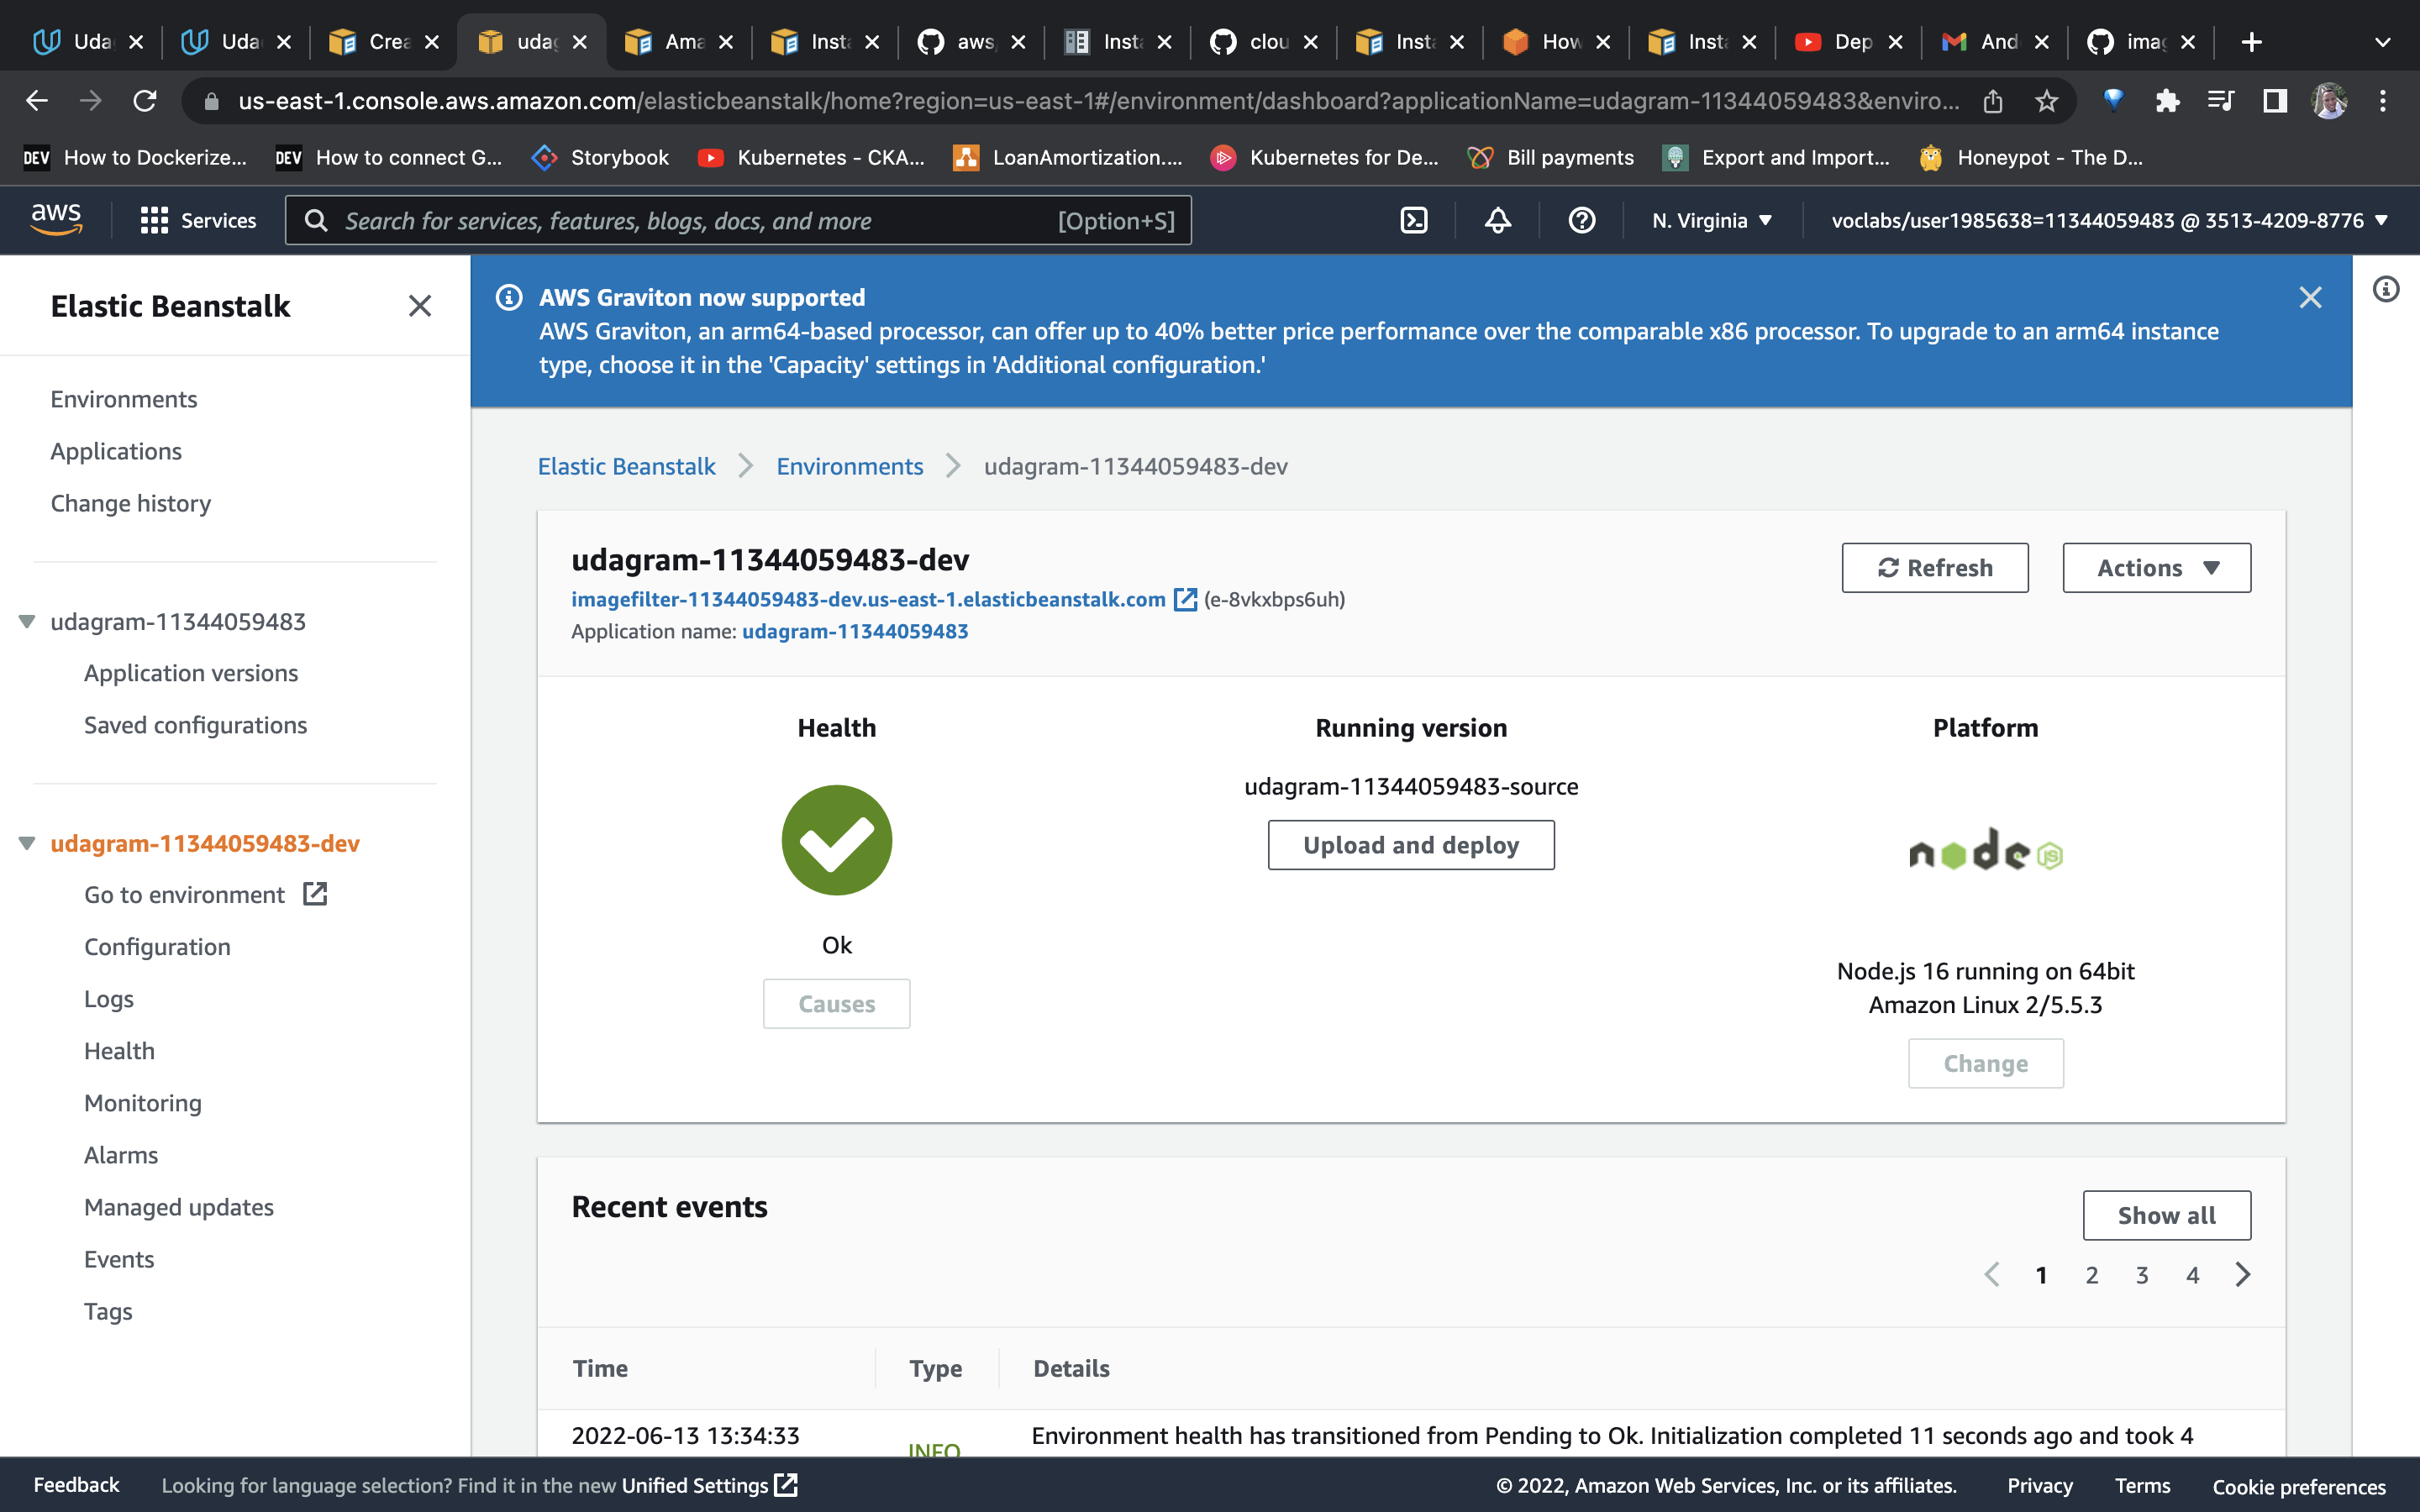 Uda
Uda
Crea
udag
Ama
Insta
aws
Insta
clou
Insta
How
Insta
Dep
And
imag
us-east-1.console.aws.amazon.com/elasticbeanstalk/home?region=us-east-1#/environment/dashboard?applicationName=udagram-11344059483&enviro...
DEV How to Dockerize...
DEV How to connect G...
Storybook
Kubernetes - CKA...
LoanAmortization....
Kubernetes for De...
Bill payments
Export and Import...
Honeypot - The D...
aws
Services
Search for services, features, blogs, docs, and more
[Option+S]
N. Virginia
voclabs/user1985638=11344059483 @ 3513-4209-8776
Elastic Beanstalk
Environments
Applications
Change history
udagram-11344059483
Application versions
Saved configurations
udagram-11344059483-dev
Go to environment
Configuration
Logs
Health
Monitoring
Alarms
Managed updates
Events
Tags
AWS Graviton now supported
AWS Graviton, an arm64-based processor, can offer up to 40% better price performance over the comparable x86 processor. To upgrade to an arm64 instance
type, choose it in the 'Capacity' settings in 'Additional configuration.'
Elastic Beanstalk
Environments
udagram-11344059483-dev
udagram-11344059483-dev
imagefilter-11344059483-dev.us-east-1.elasticbeanstalk.com (e-8vkxbps6uh)
Application name: udagram-11344059483
Refresh
Actions
Health
Ok
Causes
Running version
udagram-11344059483-source
Upload and deploy
Platform
node JS
Node.js 16 running on 64bit
Amazon Linux 2/5.5.3
Change
Recent events
Show all
1 2 3 4
Time Type Details
2022-06-13 13:34:33 INFO Environment health has transitioned from Pending to Ok. Initialization completed 11 seconds ago and took 4
Feedback
Looking for language selection? Find it in the new Unified Settings
© 2022, Amazon Web Services, Inc. or its affiliates.
Privacy
Terms
Cookie preferences